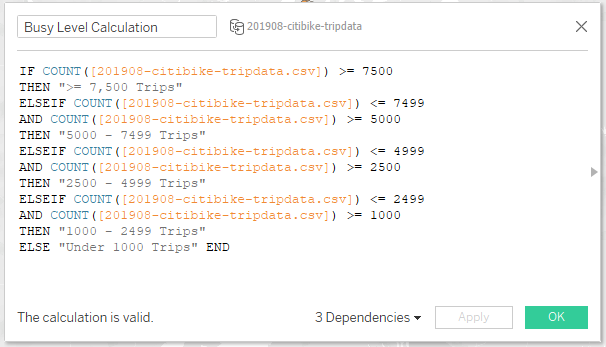 Busy Level Calculation
201908-citibike-tripdata
IF COUNT([201908-citibike-tripdata.csv]) >= 7500
THEN ">= 7,500 Trips"
ELSEIF COUNT([201908-citibike-tripdata.csv]) <= 7499
AND COUNT([201908-citibike-tripdata.csv]) >= 5000
THEN "5000 - 7499 Trips"
ELSEIF COUNT([201908-citibike-tripdata.csv]) <= 4999
AND COUNT([201908-citibike-tripdata.csv]) >= 2500
THEN "2500 - 4999 Trips"
ELSEIF COUNT([201908-citibike-tripdata.csv]) <= 2499
AND COUNT([201908-citibike-tripdata.csv]) >= 1000
THEN "1000 - 2499 Trips"
ELSE "Under 1000 Trips" END
The calculation is valid.
3 Dependencies
Apply
OK